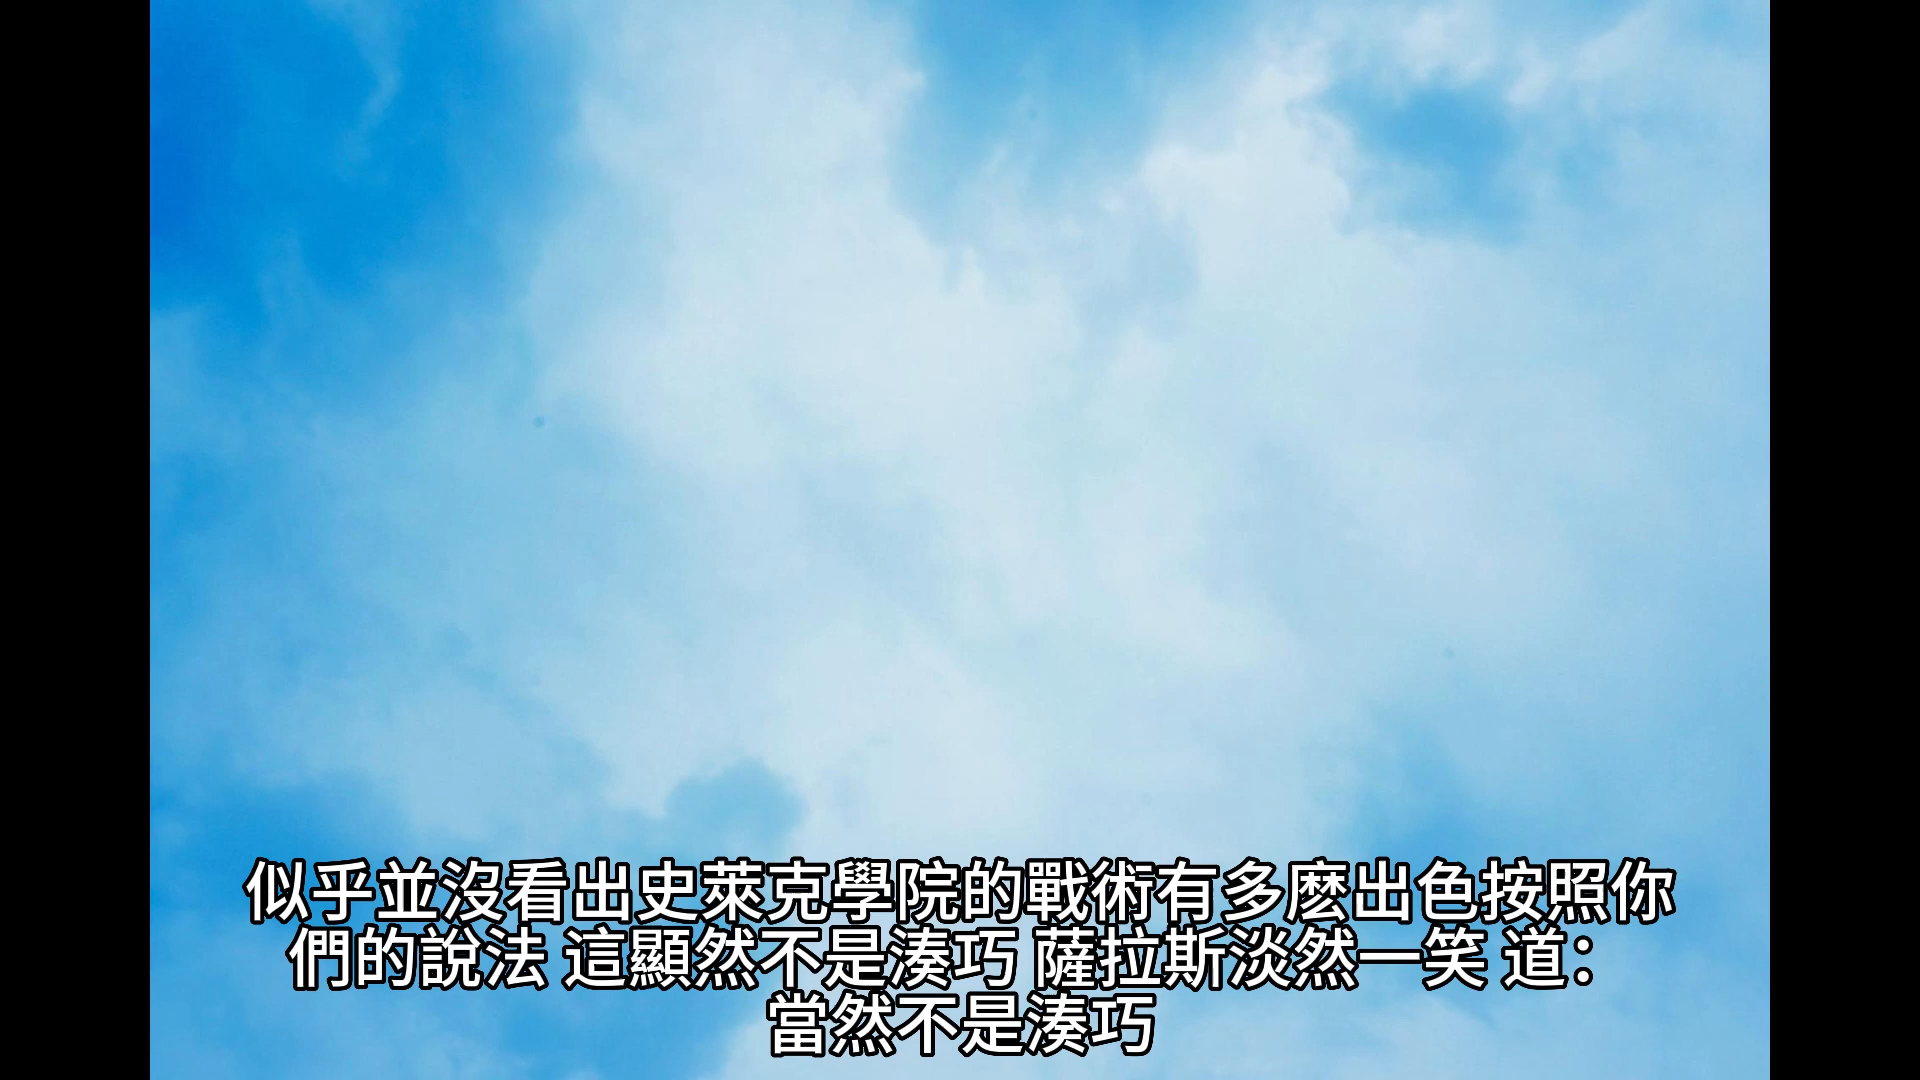 似乎並沒看出史萊克學院的戰術有多麽出色按照你
們的說法 這顯然不是湊巧 薩拉斯淡然一笑 道：
當然不是湊巧